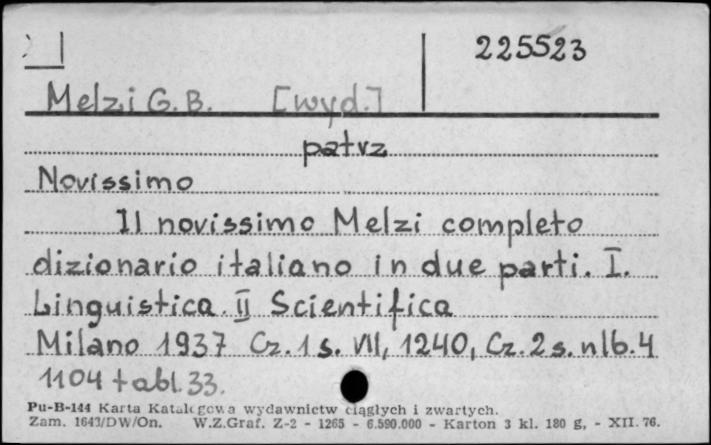 225523
Melzi G. B. [wyd.]
patrz
Novissimo
Il novissimo Melzi completo
dizionario italiano in due parti. I.
Linguistica II Scientifica
Milano 1937 Cz. 1 s. VII, 1240, Cz. 2 s. nlb. 4
1104 tabl. 33.
Pu-B-144 Karta Katalogowa wydawnictw ciągłych i zwartych.
Zam. 1643/DW/On. W.Z.Graf. Z-2 - 1265 - 6.590.000 - Karton 3 kl. 180 g, - XII. 76.